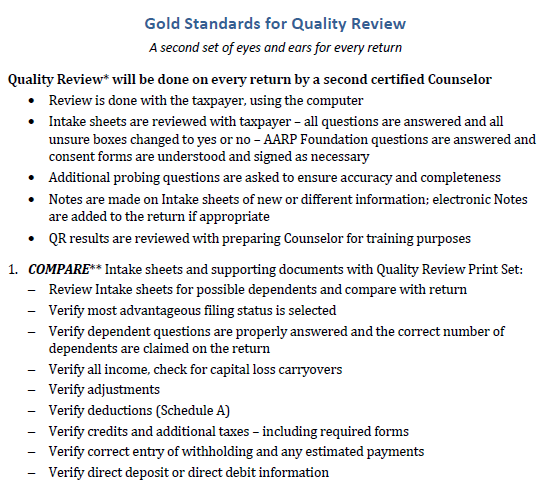 Gold Standards for Quality Review
A second set of eyes and ears for every return
Quality Review* will be done on every return by a second certified Counselor
• Review is done with the taxpayer, using the computer
• Intake sheets are reviewed with taxpayer – all questions are answered and all
unsure boxes changed to yes or no – AARP Foundation questions are answered and
consent forms are understood and signed as necessary
• Additional probing questions are asked to ensure accuracy and completeness
• Notes are made on Intake sheets of new or different information; electronic Notes
are added to the return if appropriate
• QR results are reviewed with preparing Counselor for training purposes
1. COMPARE** Intake sheets and supporting documents with Quality Review Print Set:
– Review Intake sheets for possible dependents and compare with return
– Verify most advantageous filing status is selected
– Verify dependent questions are properly answered and the correct number of
dependents are claimed on the return
– Verify all income, check for capital loss carryovers
– Verify adjustments
– Verify deductions (Schedule A)
– Verify credits and additional taxes – including required forms
– Verify correct entry of withholding and any estimated payments
– Verify direct deposit or direct debit information